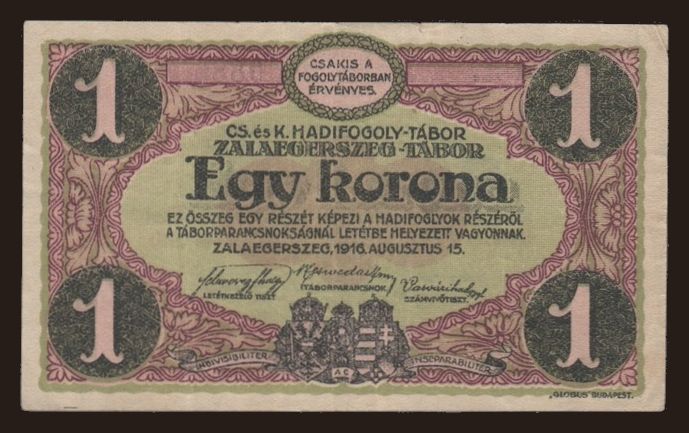 1
1
CSAKIS A
FOGOLYTÁBORBAN
ÉRVÉNYES.
CS. és K. HADIFOGOLY-TÁBOR
ZALAEGERSZEG-TÁBOR
Egy korona
EZ ÖSSZEG EGY RÉSZÉT KÉPEZI A HADIFOGLYOK RÉSZÉRŐL
A TÁBORPARANCSNOKSÁGNÁL LETÉTBE HELYEZETT VAGYONNAK.
ZALAEGERSZEG, 1916. AUGUSZTUS 15.
LETÉTKEZELŐ TISZT. TÁBORPARANCSNOK. SZÁMVIVŐTISZT.
1
1
INDIVISIBILITER AC INSEPARABILITER
"GLOBUS" BUDAPEST.